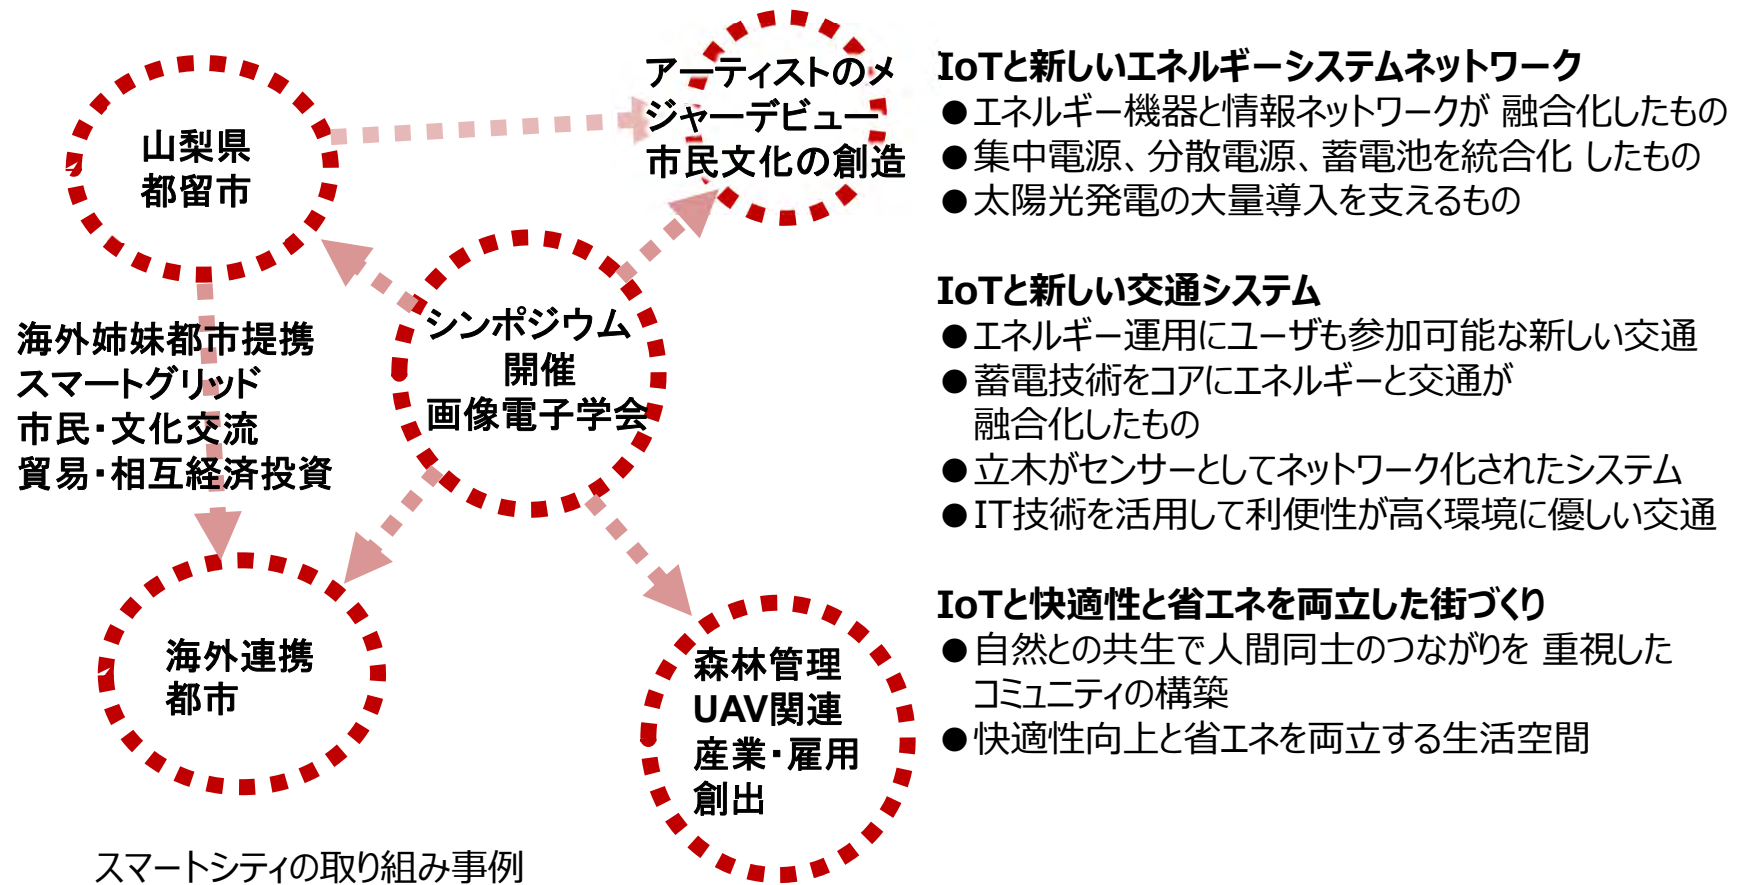 山梨県
都留市
アーティストのメ
ジャーデビュー
市民文化の創造
シンポジウム
開催
画像電子学会
海外姉妹都市提携
スマートグリッド
市民・文化交流
貿易・相互経済投資
海外連携
都市
森林管理
UAV関連
産業・雇用
創出
スマートシティの取り組み事例
IoTと新しいエネルギーシステムネットワーク
●エネルギー機器と情報ネットワークが 融合化したもの
●集中電源、分散電源、蓄電池を統合化 したもの
●太陽光発電の大量導入を支えるもの
IoTと新しい交通システム
●エネルギー運用にユーザも参加可能な新しい交通
●蓄電技術をコアにエネルギーと交通が
融合化したもの
●立木がセンサーとしてネットワーク化されたシステム
●IT技術を活用して利便性が高く環境に優しい交通
IoTと快適性と省エネを両立した街づくり
●自然との共生で人間同士のつながりを 重視した
コミュニティの構築
●快適性向上と省エネを両立する生活空間